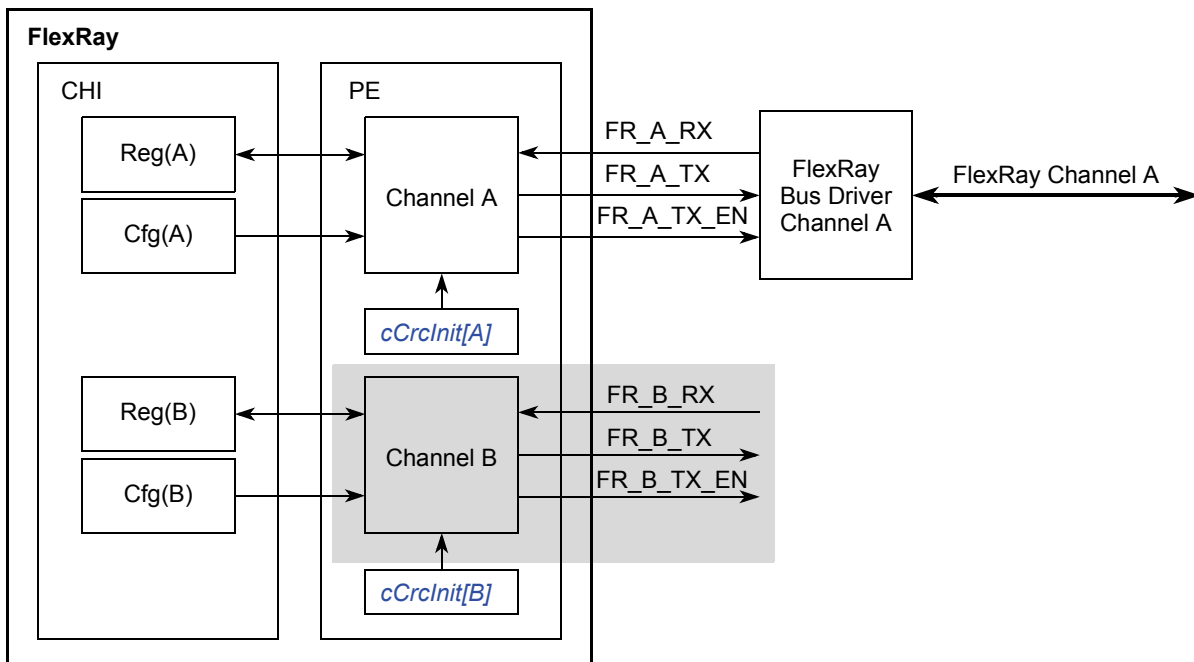 FlexRay
CHI
PE
Reg(A)
Cfg(A)
Channel A
cCrcInit[A]
FR_A_RX
FR_A_TX
FR_A_TX_EN
FlexRay
Bus Driver
Channel A
FlexRay Channel A
Reg(B)
Cfg(B)
Channel B
cCrcInit[B]
FR_B_RX
FR_B_TX
FR_B_TX_EN